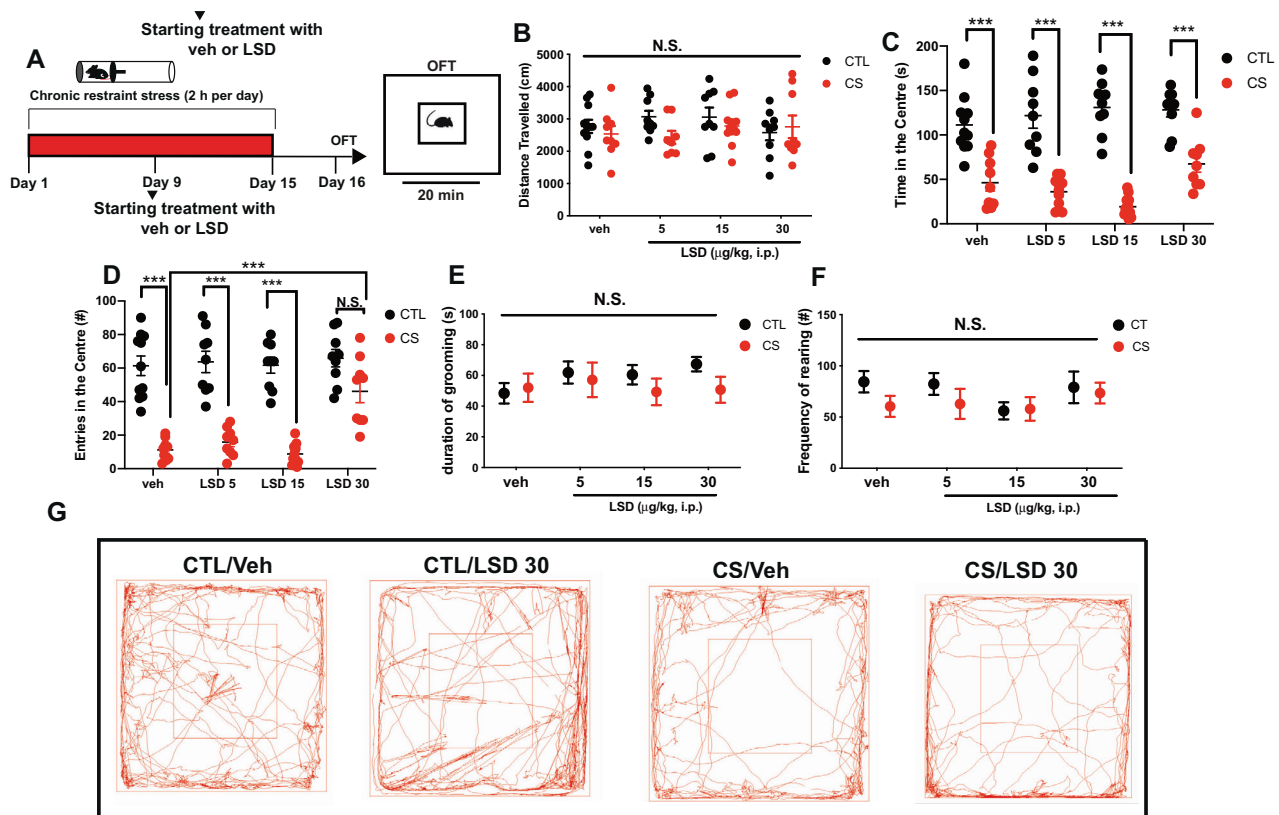 Starting treatment with
veh or LSD
A
Chronic restraint stress (2 h per day)
OFT
Day 1
Day 9
Day 15
Day 16
Starting treatment with
veh or LSD
OFT
20 min
B
N.S.
CTL
CS
Distance Travelled (cm)
5000
4000
3000
2000
1000
0
veh
5
15
30
LSD (μg/kg, i.p.)
C
***
***
***
***
CTL
CS
Time in the Centre (s)
200
150
100
50
0
veh
LSD 5
LSD 15
LSD 30
D
***
***
***
***
N.S.
CTL
CS
Entries in the Centre (#)
100
80
60
40
20
0
veh
LSD 5
LSD 15
LSD 30
E
N.S.
CTL
CS
duration of grooming (s)
100
80
60
40
20
0
veh
5
15
30
LSD (μg/kg, i.p.)
F
N.S.
CT
CS
Frequency of rearing (#)
150
100
50
0
veh
5
15
30
LSD (μg/kg, i.p.)
G
CTL/Veh
CTL/LSD 30
CS/Veh
CS/LSD 30